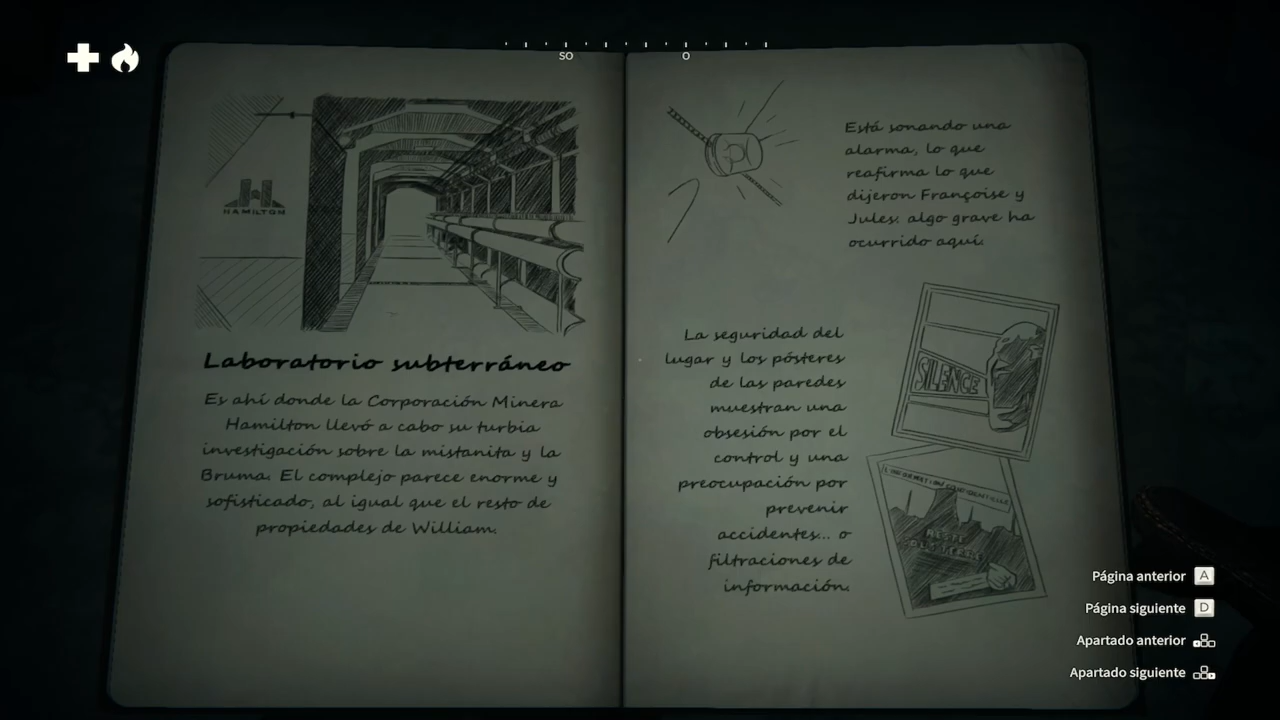 SO
O
HAMILTON
Laboratorio subterráneo
Es ahí donde la Corporación Minera
Hamilton llevó a cabo su turbia
investigación sobre la mistanita y la
Bruma. El complejo parece enorme y
sofisticado, al igual que el resto de
propiedades de William.
Está sonando una
alarma, lo que
reafirma lo que
dijeron Françoise y
Jules: algo grave ha
ocurrido aquí.
La seguridad del
lugar y los pósteres
de las paredes
muestran una
obsesión por el
control y una
preocupación por
prevenir
accidentes... o
filtraciones de
información.
SILENCE
RESTE
Página anterior A
Página siguiente D
Apartado anterior
Apartado siguiente